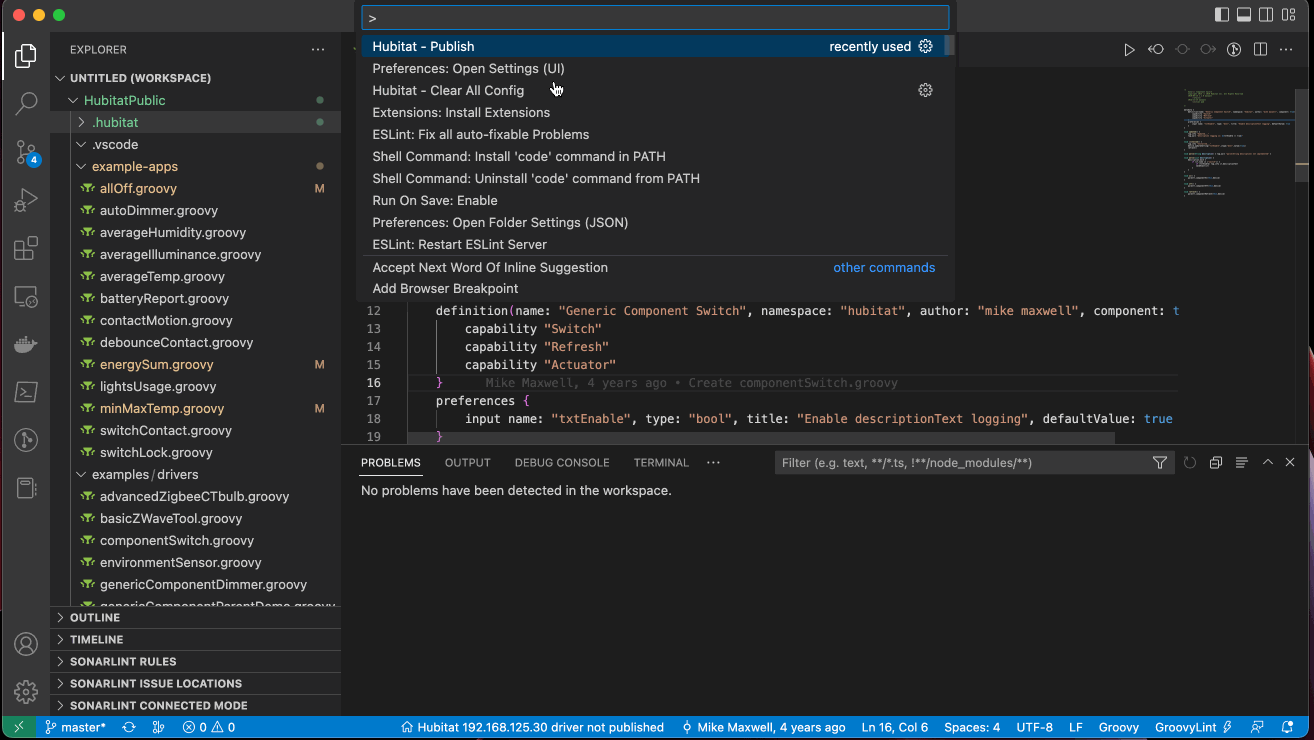 >
Hubitat - Publish recently used
Preferences: Open Settings (UI)
Hubitat - Clear All Config
Extensions: Install Extensions
ESLint: Fix all auto-fixable Problems
Shell Command: Install 'code' command in PATH
Shell Command: Uninstall 'code' command from PATH
Run On Save: Enable
Preferences: Open Folder Settings (JSON)
ESLint: Restart ESLint Server
Accept Next Word Of Inline Suggestion other commands
Add Browser Breakpoint
EXPLORER
UNTITLED (WORKSPACE)
HubitatPublic
.hubitat
.vscode
example-apps
allOff.groovy M
autoDimmer.groovy
averageHumidity.groovy
averageIlluminance.groovy
averageTemp.groovy
batteryReport.groovy
contactMotion.groovy
debounceContact.groovy
energySum.groovy M
lightsUsage.groovy
minMaxTemp.groovy M
switchContact.groovy
switchLock.groovy
examples/drivers
advancedZigbeeCTbulb.groovy
basicZWaveTool.groovy
componentSwitch.groovy
environmentSensor.groovy
genericComponentDimmer.groovy
OUTLINE
TIMELINE
SONARLINT RULES
SONARLINT ISSUE LOCATIONS
SONARLINT CONNECTED MODE
4
12 definition(name: "Generic Component Switch", namespace: "hubitat", author: "mike maxwell", component: t
13 capability "Switch"
14 capability "Refresh"
15 capability "Actuator"
16 } Mike Maxwell, 4 years ago • Create componentSwitch.groovy
17 preferences {
18 input name: "txtEnable", type: "bool", title: "Enable descriptionText logging", defaultValue: true
19 }
PROBLEMS OUTPUT DEBUG CONSOLE TERMINAL ··· Filter (e.g. text, **/*.ts, !**/node_modules/**)
No problems have been detected in the workspace.
master* 0 0 Hubitat 192.168.125.30 driver not published Mike Maxwell, 4 years ago Ln 16, Col 6 Spaces: 4 UTF-8 LF Groovy GroovyLint